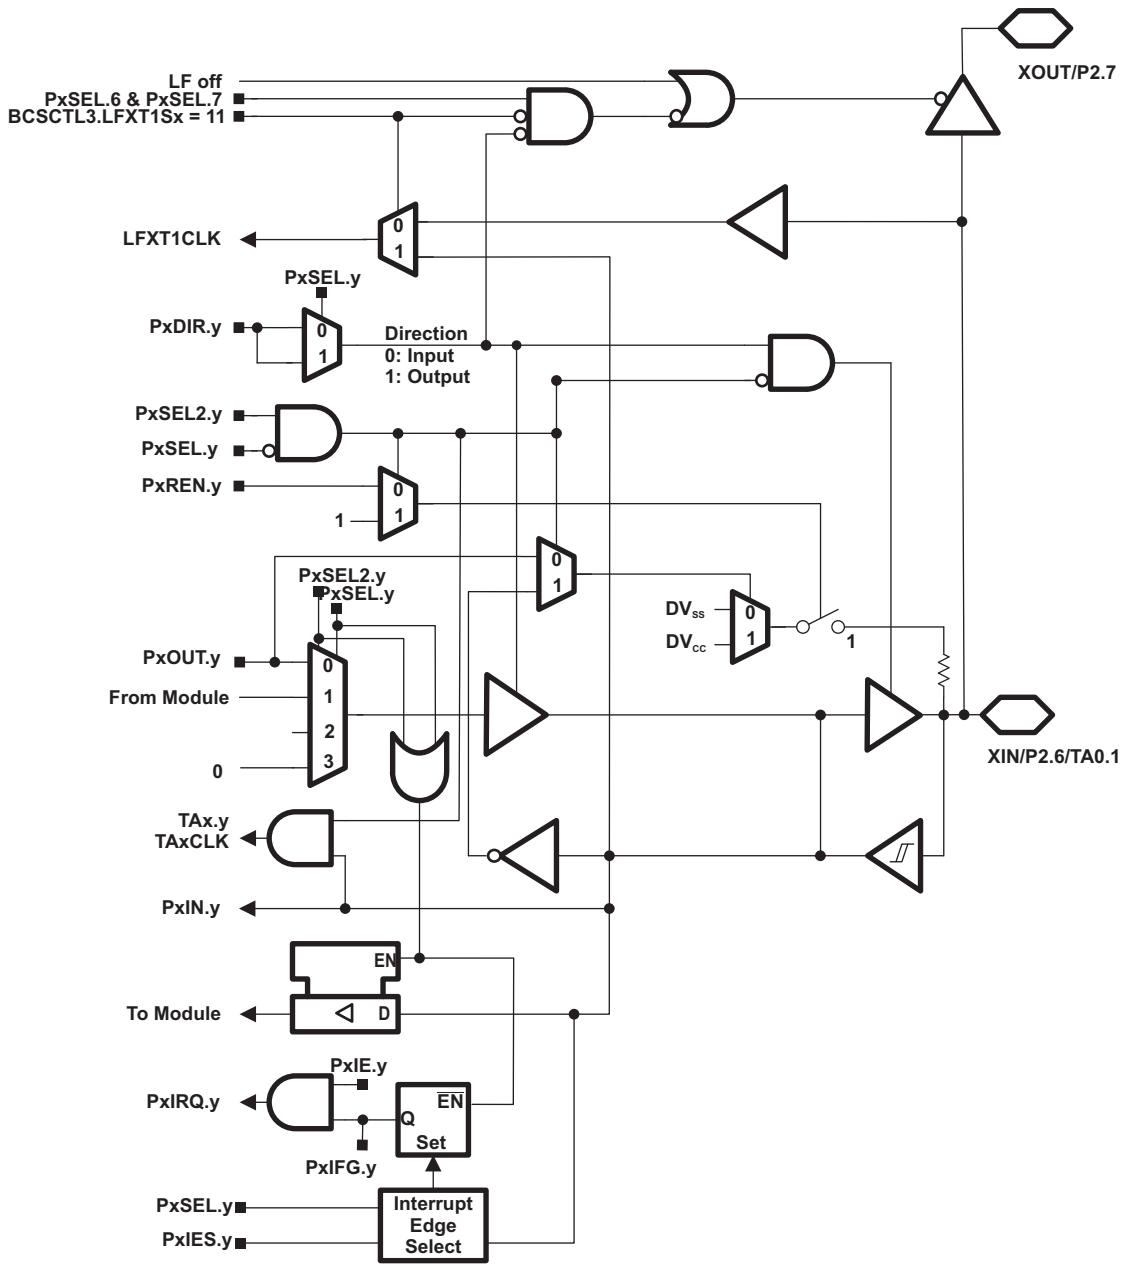 XOUT/P2.7
LF off
PxSEL.6 & PxSEL.7
BCSCTL3.LFXT1Sx = 11
0
1
LFXT1CLK
PxSEL.y
PxDIR.y
0
1
Direction
0: Input
1: Output
PxSEL2.y
PxSEL.y
PxREN.y
0
1
1
0
1
PxSEL2.y
PxSEL.y
DVSS
0
DVCC
1
1
PxOUT.y
0
From Module
1
2
0
3
XIN/P2.6/TA0.1
TAx.y
TAxCLK
PxIN.y
EN
To Module
D
PxIE.y
PxIRQ.y
EN
Q
Set
PxIFG.y
PxSEL.y
PxIES.y
Interrupt
Edge
Select